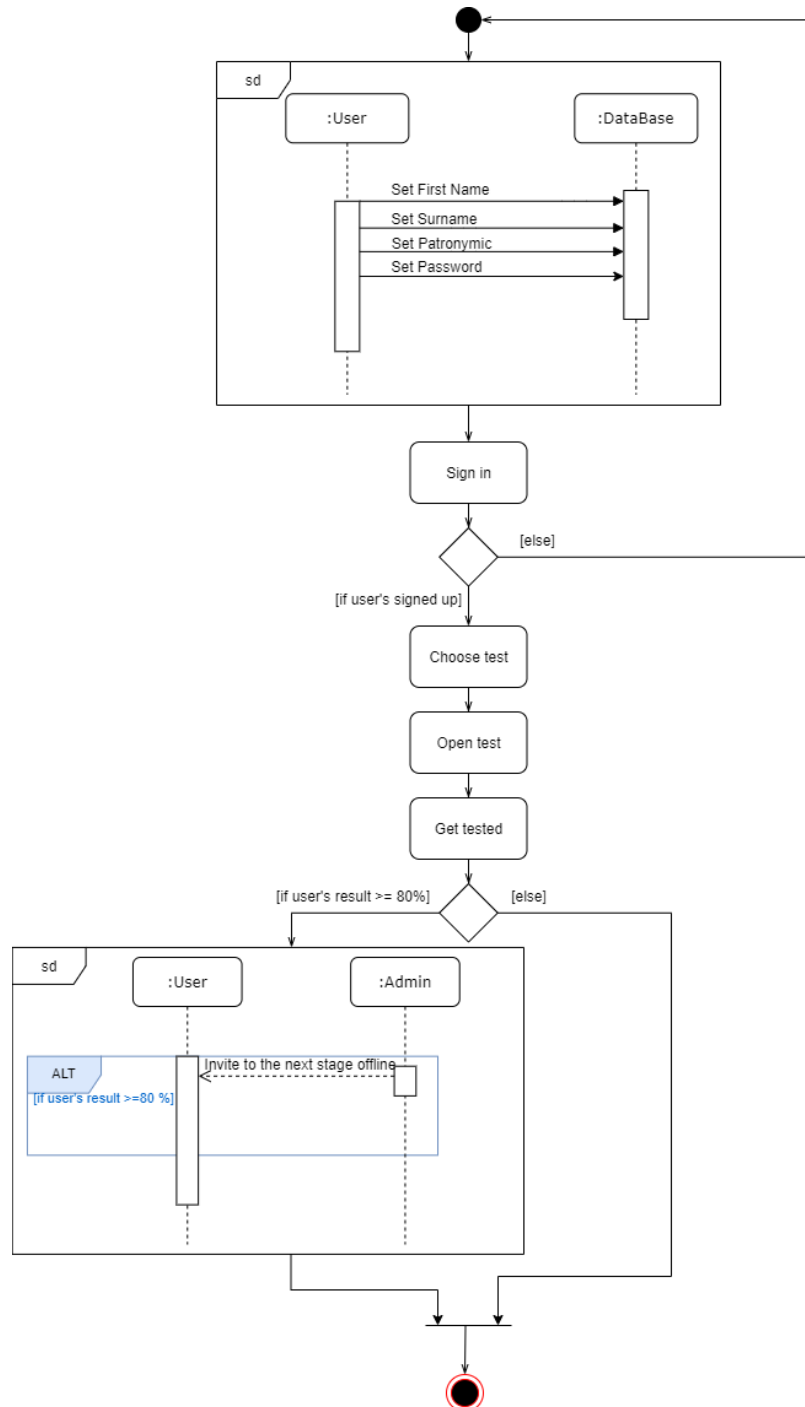 sd
:User
:DataBase
Set First Name
Set Surname
Set Patronymic
Set Password
Sign in
[else]
[if user's signed up]
Choose test
Open test
Get tested
[if user's result >= 80%]
[else]
sd
:User
:Admin
Invite to the next stage offline
ALT
[if user's result >=80 %]